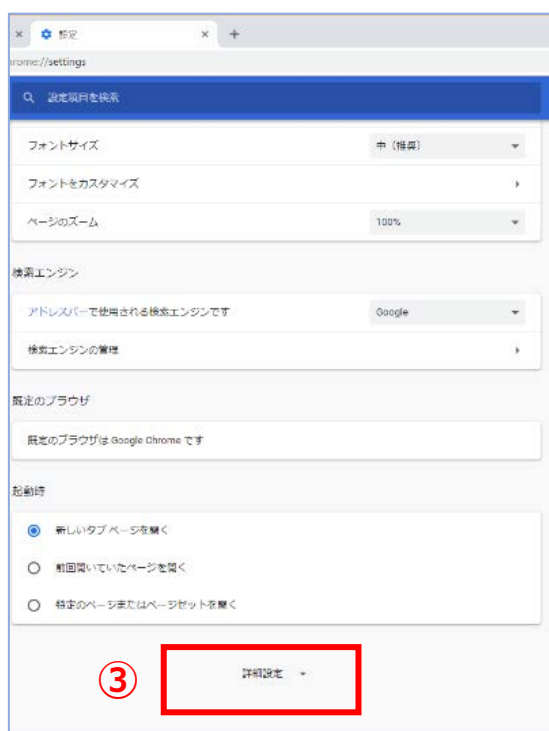 設定
rome://settings
設定項目を検索
フォントサイズ 中（推奨）
フォントをカスタマイズ
ページのズーム 100%
検索エンジン
アドレスバーで使用される検索エンジンです Google
検索エンジンの管理
既定のブラウザ
既定のブラウザは Google Chrome です
起動時
新しいタブ ページを開く
前回開いていたページを開く
特定のページまたはページセットを開く
③ 詳細設定